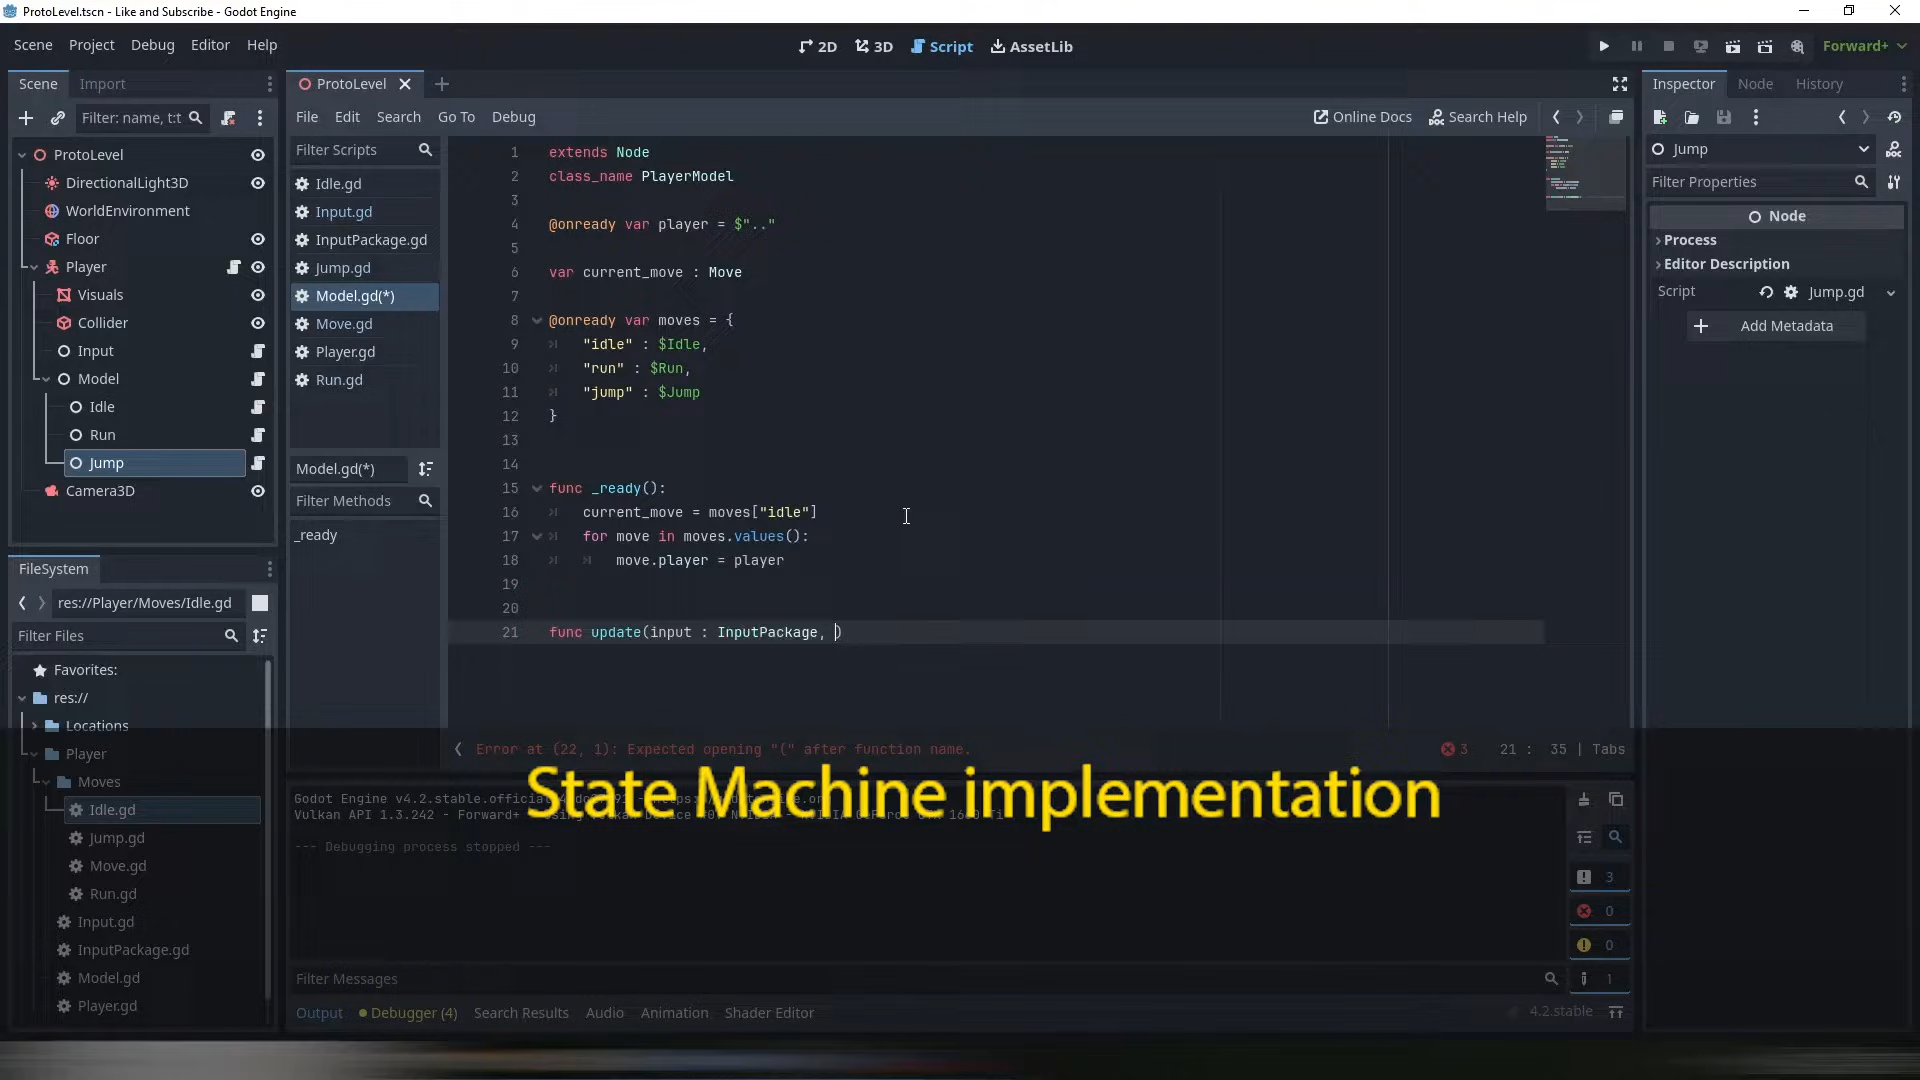 ProtoLevel.tscn - Like and Subscribe - Godot Engine
Scene Project Debug Editor Help
2D 3D Script AssetLib
Forward+
Scene Import
Filter: name, t:t
ProtoLevel
DirectionalLight3D
WorldEnvironment
Floor
Player
Visuals
Collider
Input
Model
Idle
Run
Jump
Camera3D
FileSystem
res://Player/Moves/Idle.gd
Filter Files
Favorites:
res://
Locations
Player
Moves
Idle.gd
Jump.gd
Move.gd
Run.gd
Input.gd
InputPackage.gd
Model.gd
Player.gd
ProtoLevel
File Edit Search Go To Debug
Online Docs Search Help
Filter Scripts
Idle.gd
Input.gd
InputPackage.gd
Jump.gd
Model.gd(*)
Move.gd
Player.gd
Run.gd
Model.gd(*)
Filter Methods
_ready
1 extends Node
2 class_name PlayerModel
3
4 @onready var player = $".."
5
6 var current_move : Move
7
8 @onready var moves = {
9 "idle" : $Idle,
10 "run" : $Run,
11 "jump" : $Jump
12 }
13
14
15 func _ready():
16 current_move = moves["idle"]
17 for move in moves.values():
18 move.player = player
19
20
21 func update(input : InputPackage, )
Error at (22, 1): Expected opening "(" after function name.
3 21 : 35 | Tabs
State Machine implementation
Godot Engine v4.2.stable.official
Vulkan API 1.3.242 - Forward+
--- Debugging process stopped ---
3
0
0
1
Filter Messages
Output Debugger (4) Search Results Audio Animation Shader Editor
4.2.stable
Inspector Node History
Jump
Filter Properties
Node
Process
Editor Description
Script Jump.gd
Add Metadata